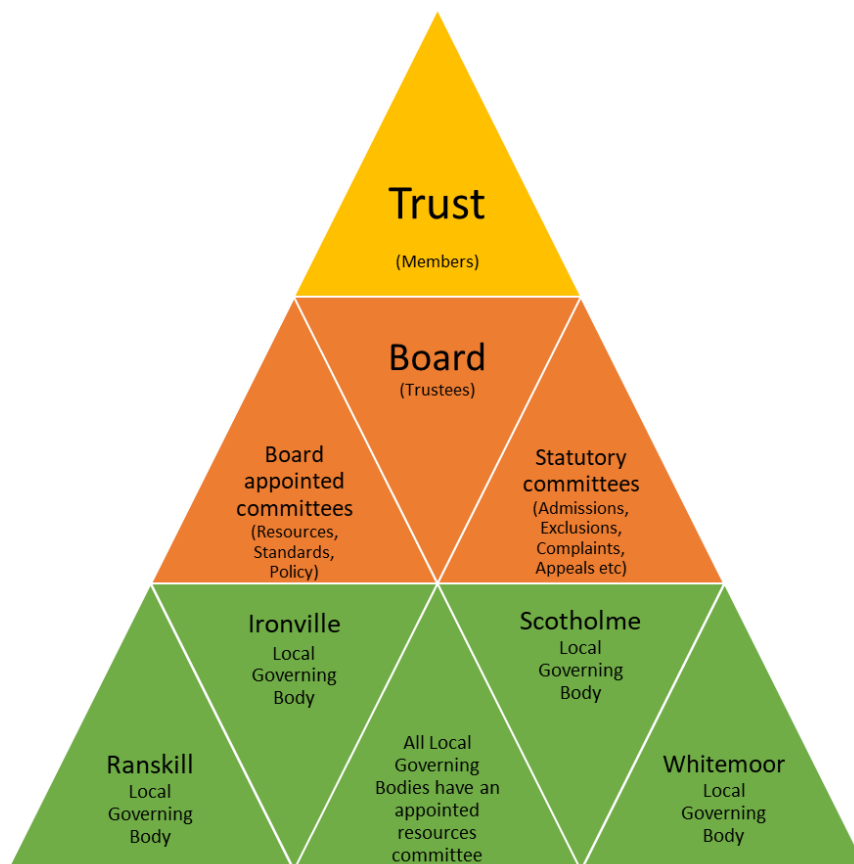 Trust
(Members)
Board
(Trustees)
Board
appointed
committees
(Resources,
Standards,
Policy)
Statutory
committees
(Admissions,
Exclusions,
Complaints,
Appeals etc)
Ranskill
Local
Governing
Body
Ironville
Local
Governing
Body
All Local
Governing
Bodies have an
appointed
resources
committee
Scotholme
Local
Governing
Body
Whitemoor
Local
Governing
Body